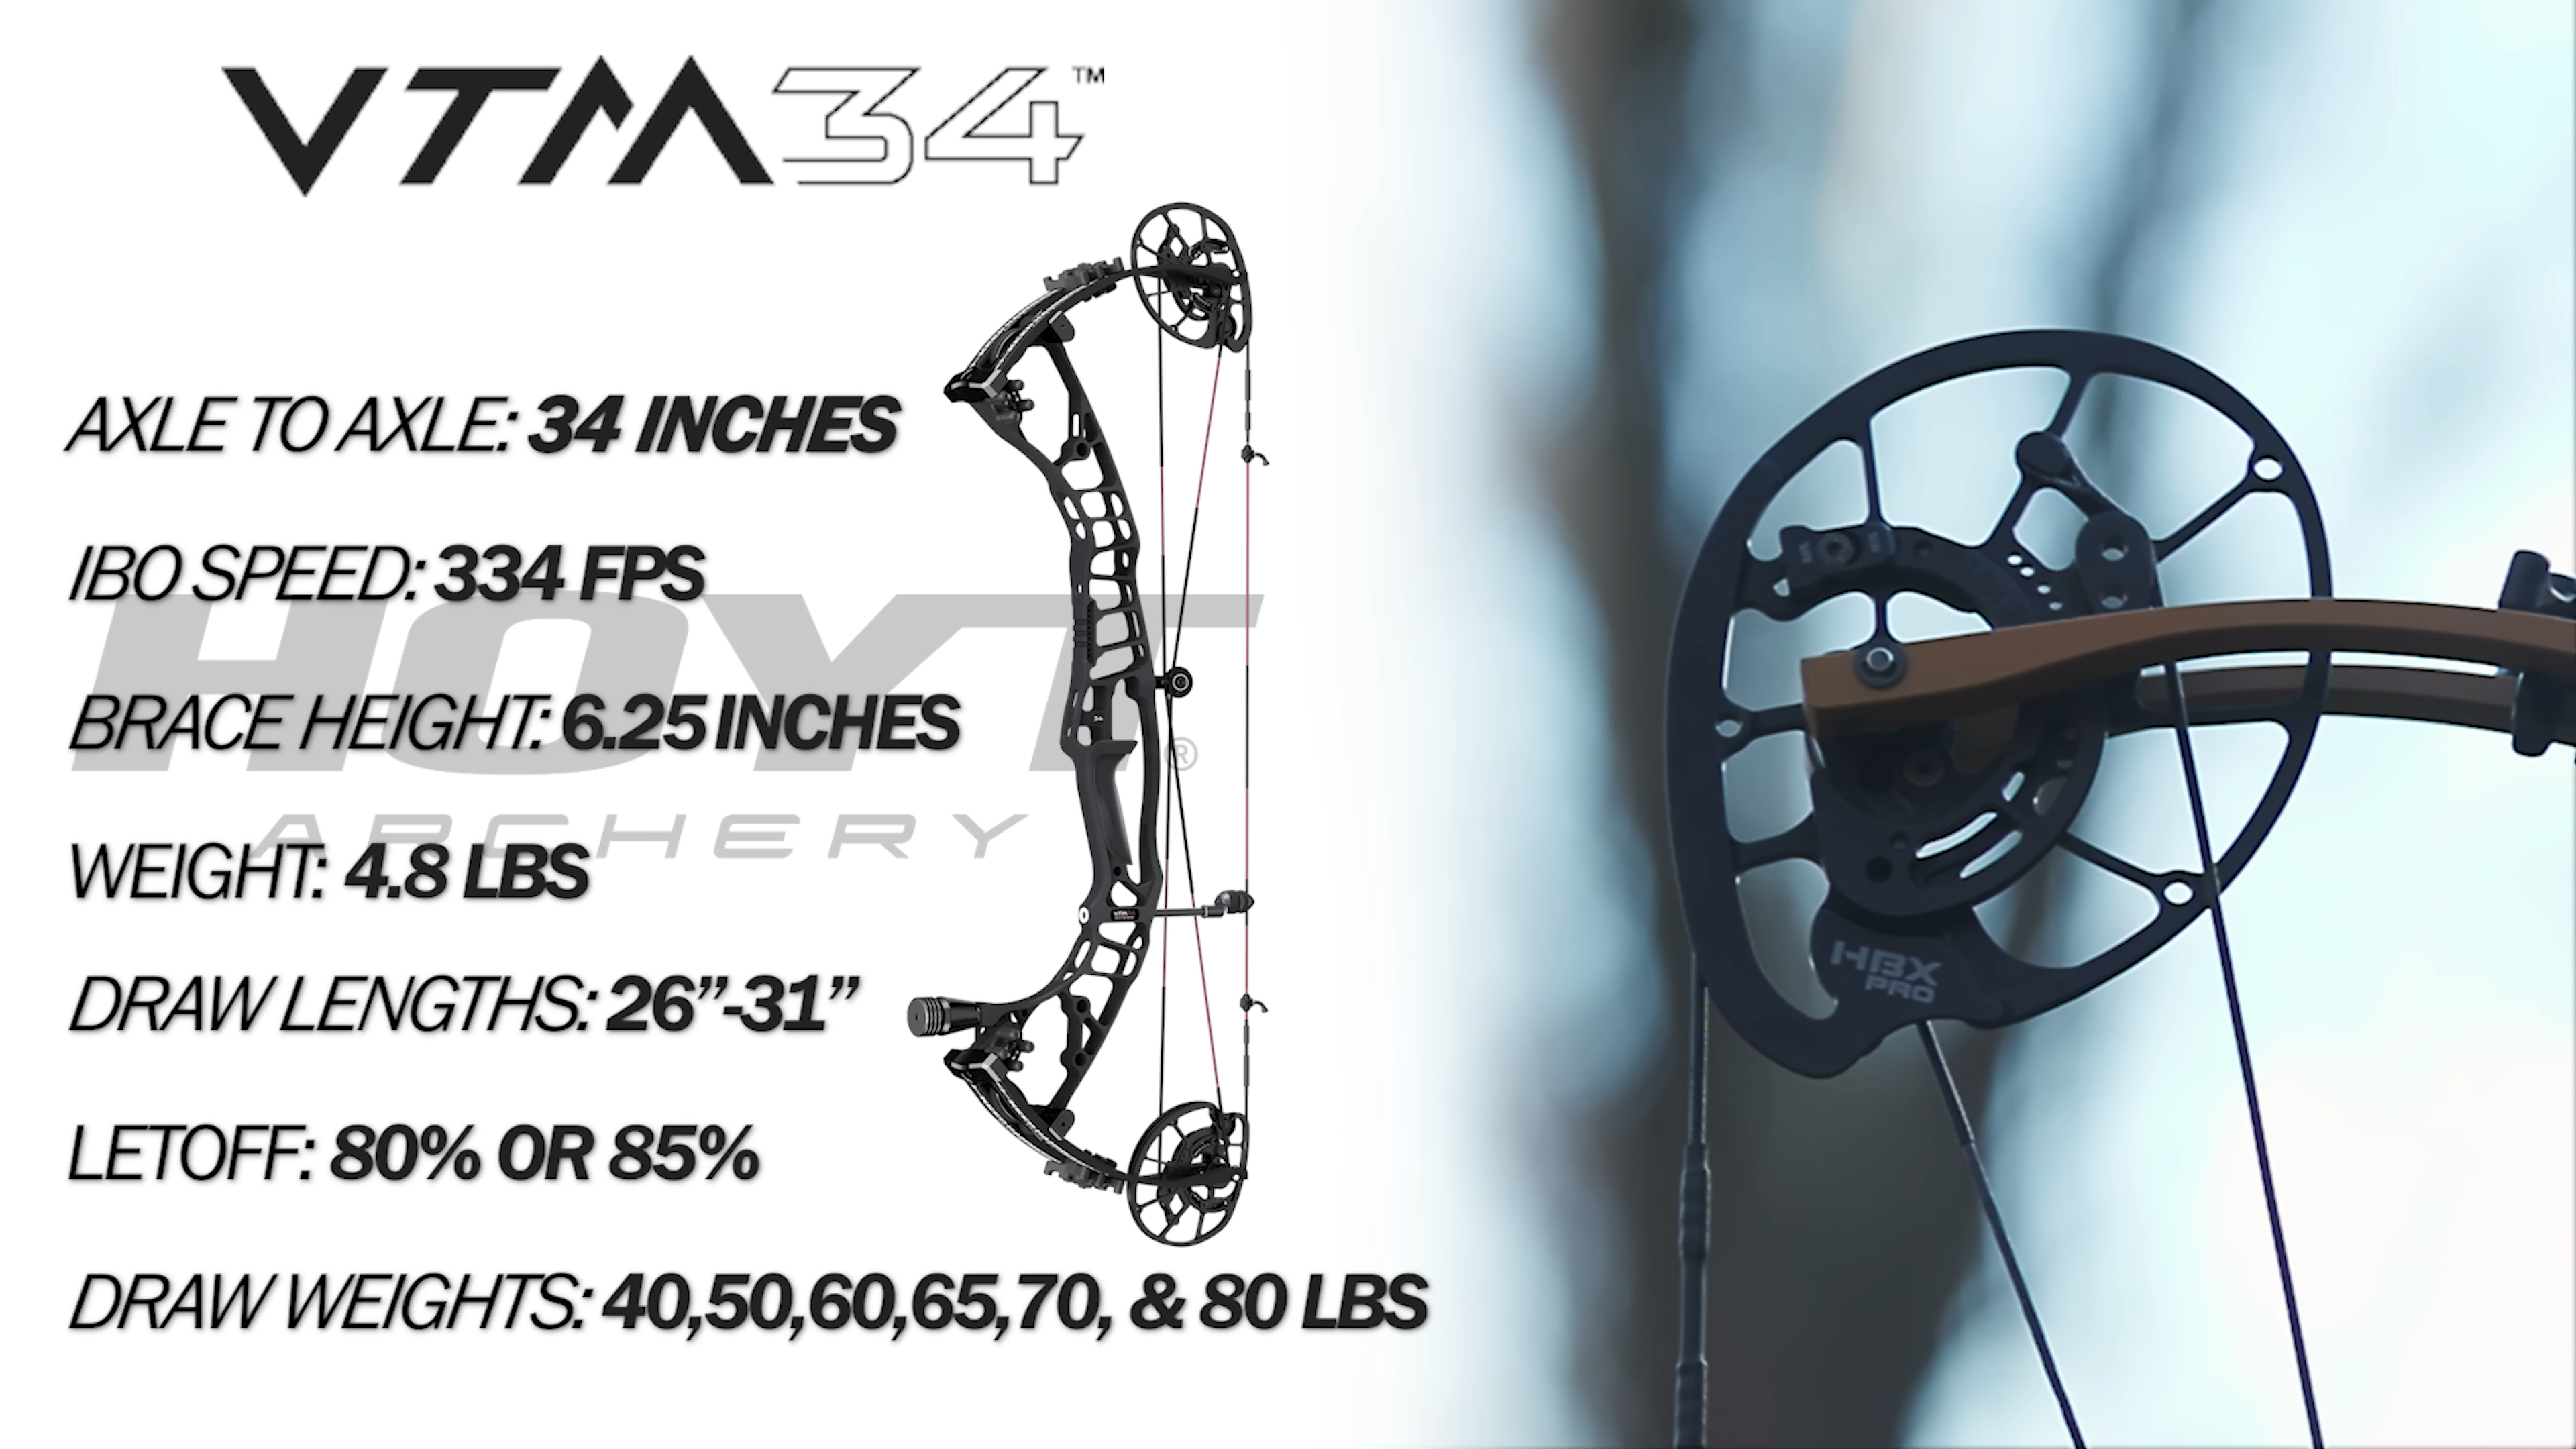 VTM34™
AXLE TO AXLE: 34 INCHES
IBO SPEED: 334 FPS
HOYT®
BRACE HEIGHT: 6.25 INCHES
ARCHERY
WEIGHT: 4.8 LBS
DRAW LENGTHS: 26”-31”
LETOFF: 80% OR 85%
DRAW WEIGHTS: 40,50,60,65,70, & 80 LBS
HBX
PRO
34